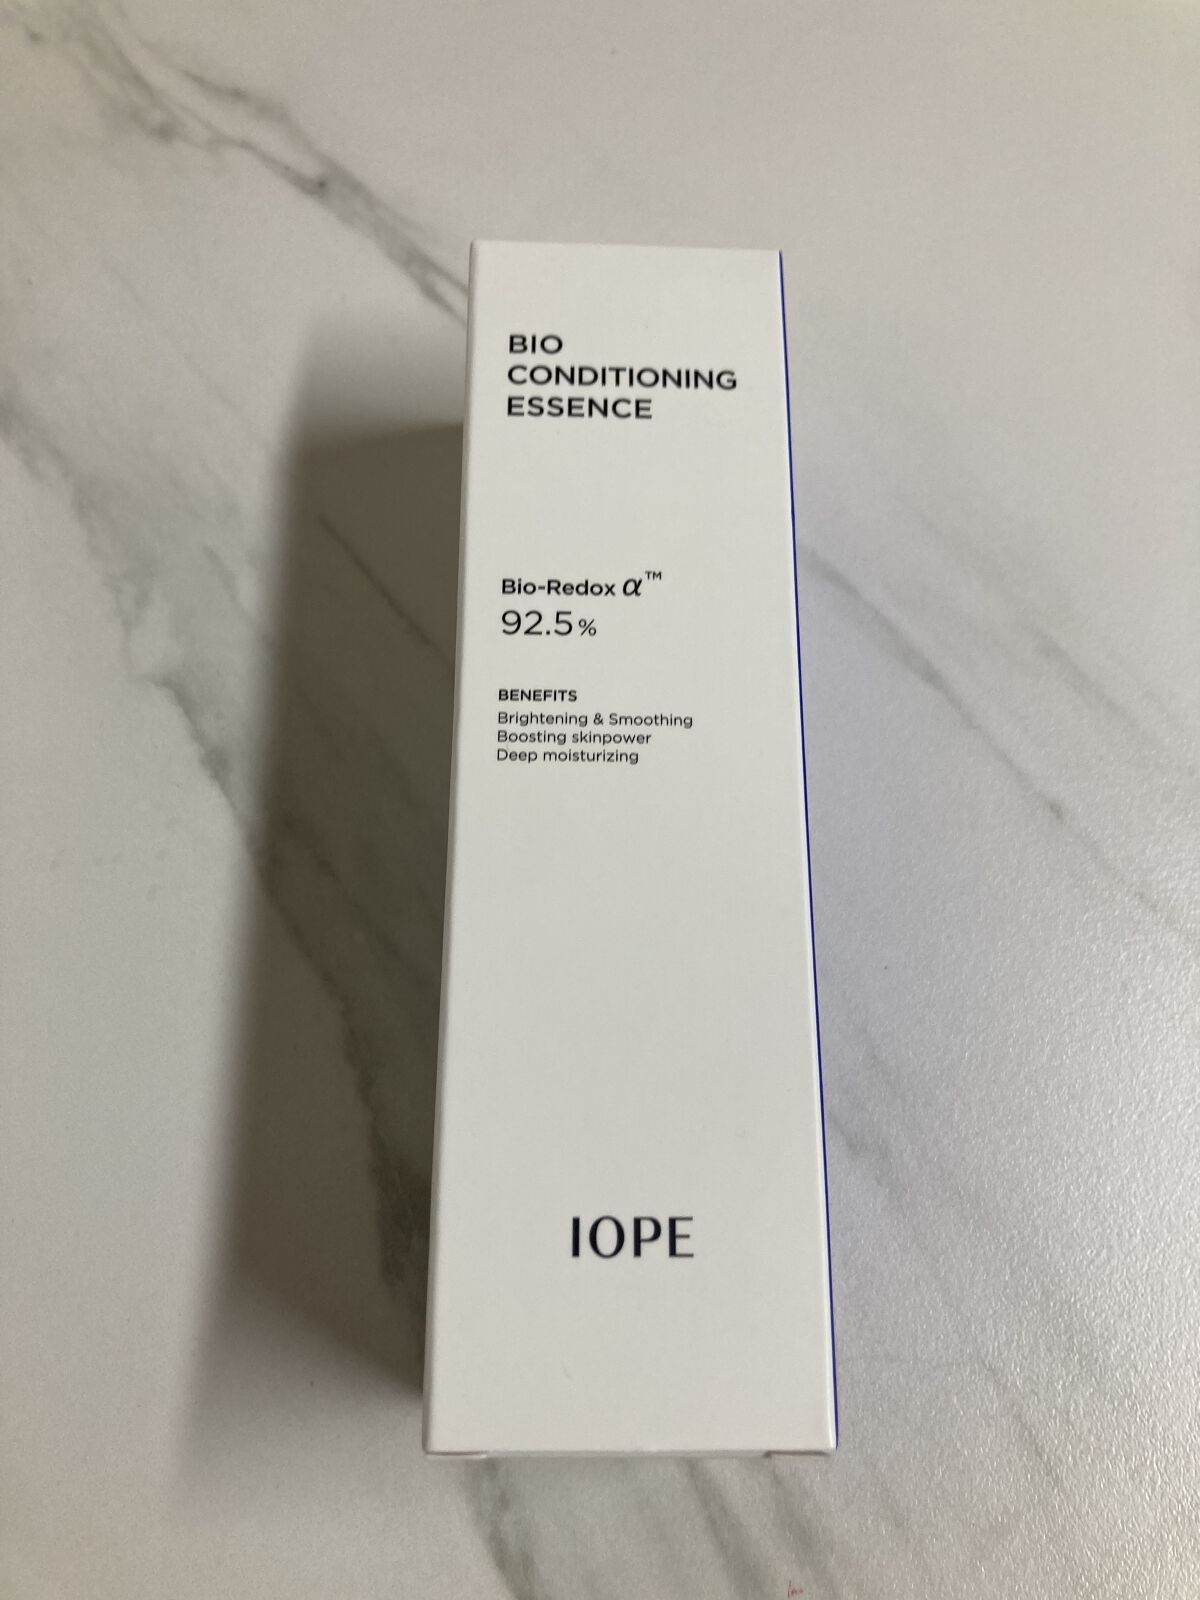 BIO
CONDITIONING
ESSENCE
Bio-Redox α™
92.5%
BENEFITS
Brightening & Smoothing
Boosting skinpower
Deep moisturizing
IOPE